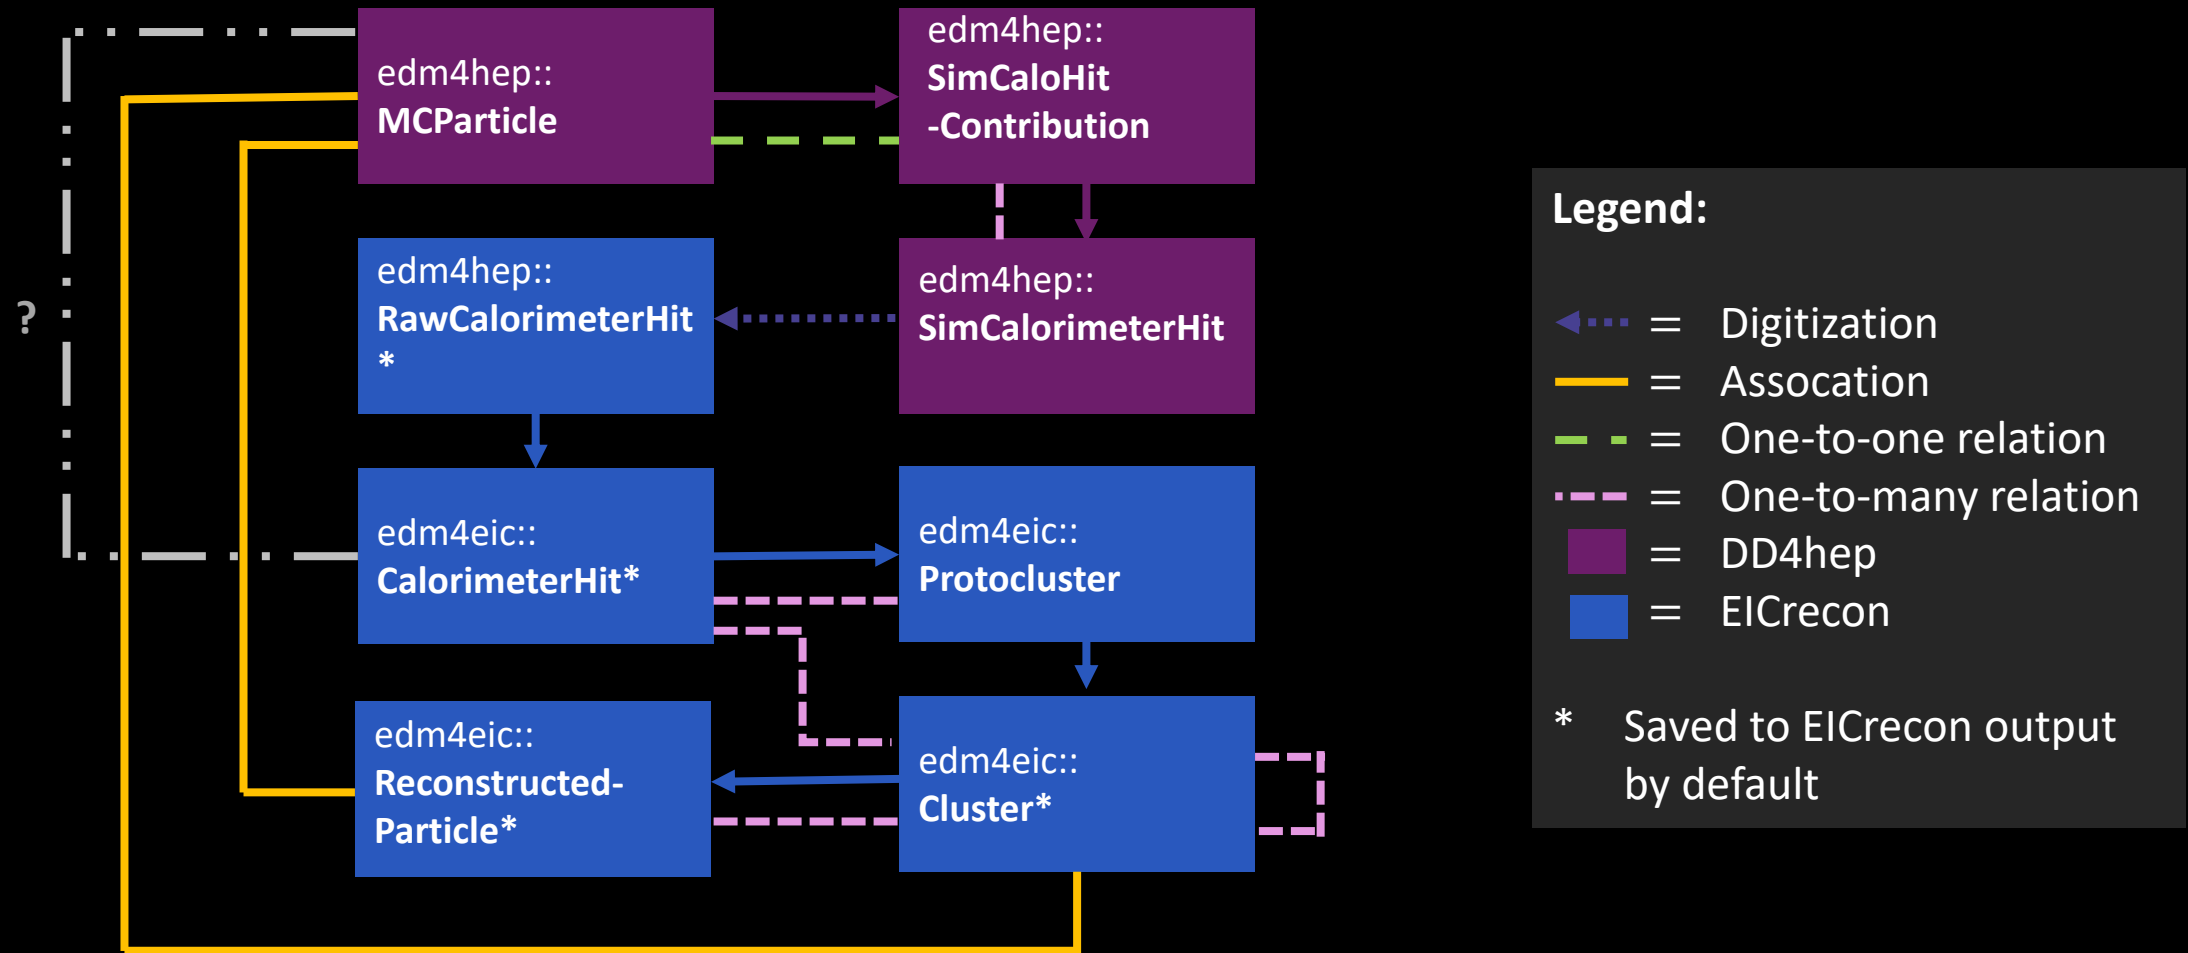 edm4hep::
MCParticle
edm4hep::
SimCaloHit
-Contribution
edm4hep::
RawCalorimeterHit
*
edm4hep::
SimCalorimeterHit
?
edm4eic::
CalorimeterHit*
edm4eic::
Protocluster
edm4eic::
Reconstructed-
Particle*
edm4eic::
Cluster*
Legend:
= Digitization
= Assocation
= One-to-one relation
= One-to-many relation
= DD4hep
= EICrecon
* Saved to EICrecon output
by default